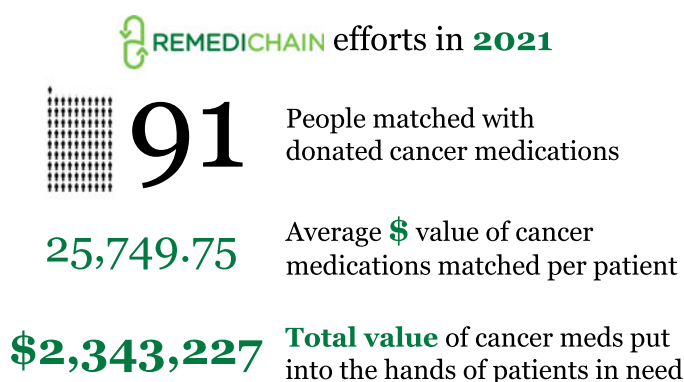 REMEDICHAIN efforts in 2021
91
People matched with
donated cancer medications
25,749.75
Average $ value of cancer
medications matched per patient
$2,343,227
Total value of cancer meds put
into the hands of patients in need